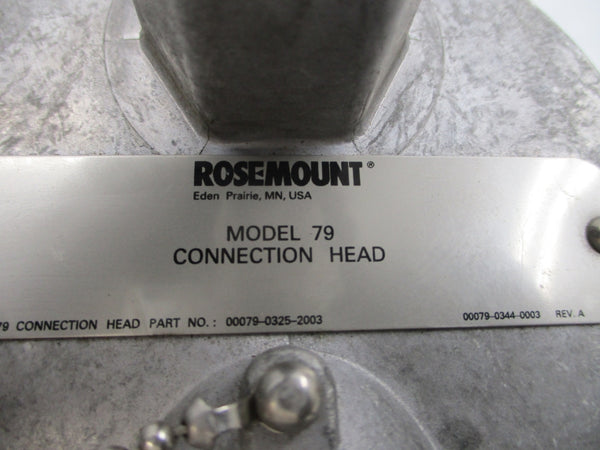 ROSEMOUNT®
Eden Prairie, MN, USA
MODEL 79
CONNECTION HEAD
79 CONNECTION HEAD PART NO.: 00079-0325-2003 00079-0344-0003 REV. A